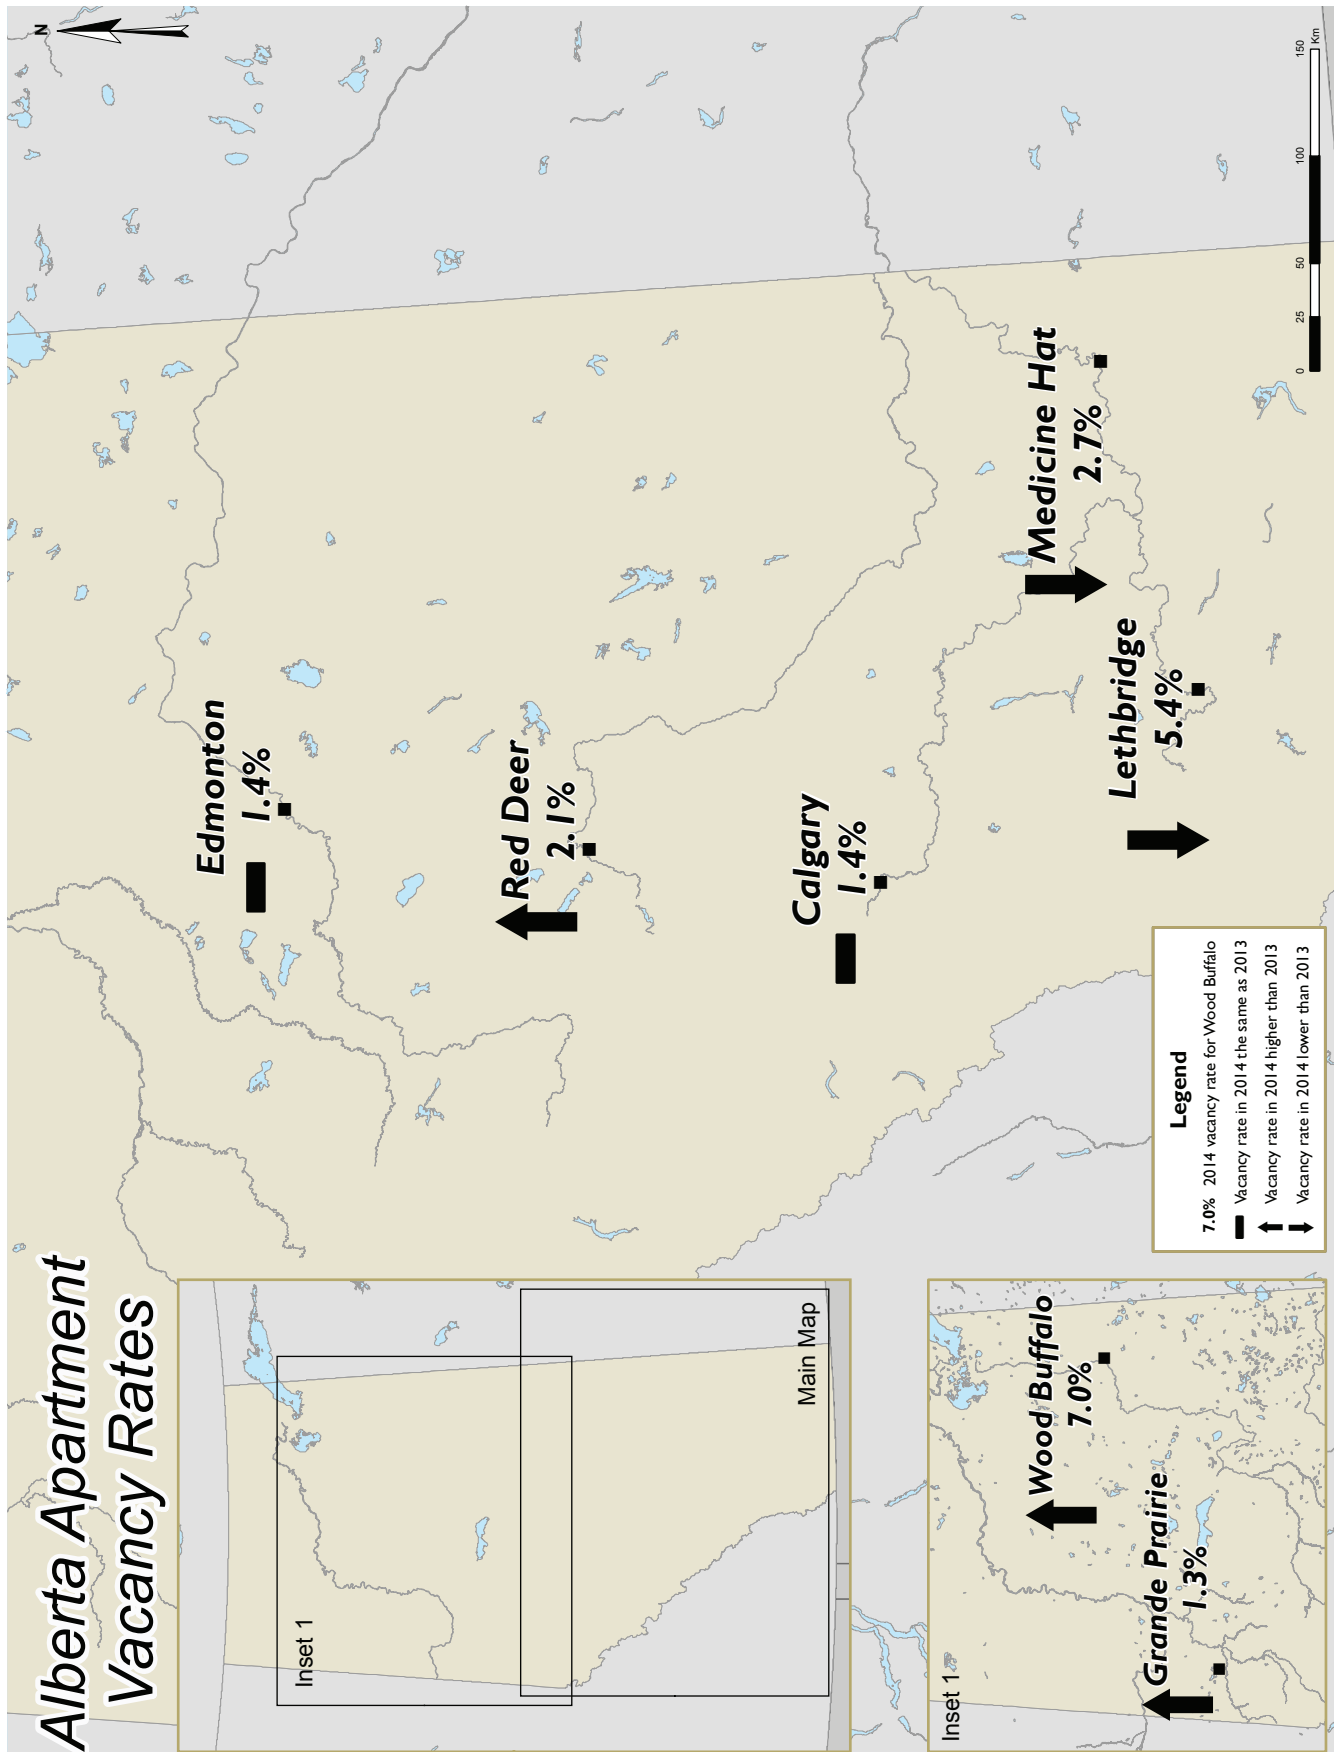 Alberta Apartment
Vacancy Rates
N
Edmonton
1.4%
Red Deer
2.1%
Calgary
1.4%
Medicine Hat
2.7%
Lethbridge
5.4%
Inset 1
Main Map
Inset 1
Wood Buffalo
7.0%
Grande Prairie
1.3%
Legend
7.0% 2014 vacancy rate for Wood Buffalo
Vacancy rate in 2014 the same as 2013
Vacancy rate in 2014 higher than 2013
Vacancy rate in 2014 lower than 2013
0 25 50 100 150
Km